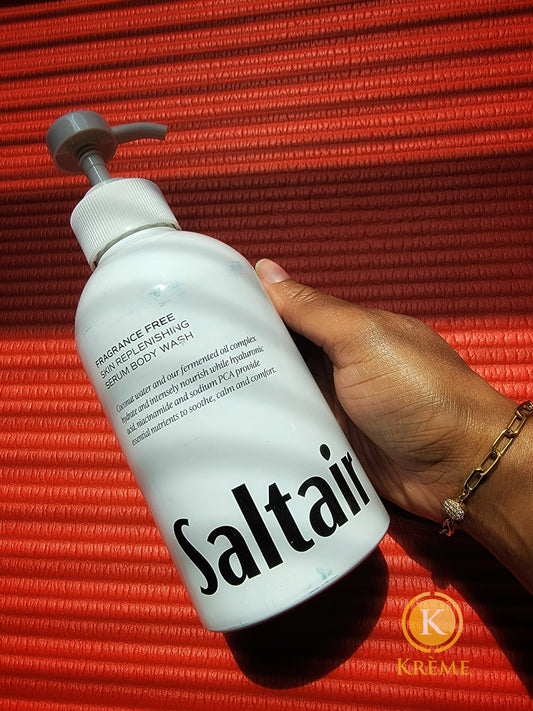 FRAGRANCE FREE
SKIN REPLENISHING
SERUM BODY WASH
Coconut water and our fermented oil complex
hydrate and intensely nourish while hyaluronic
acid, niacinamide and sodium PCA provide
essential nutrients to soothe, calm and comfort.
Saltair
K
KRÈME